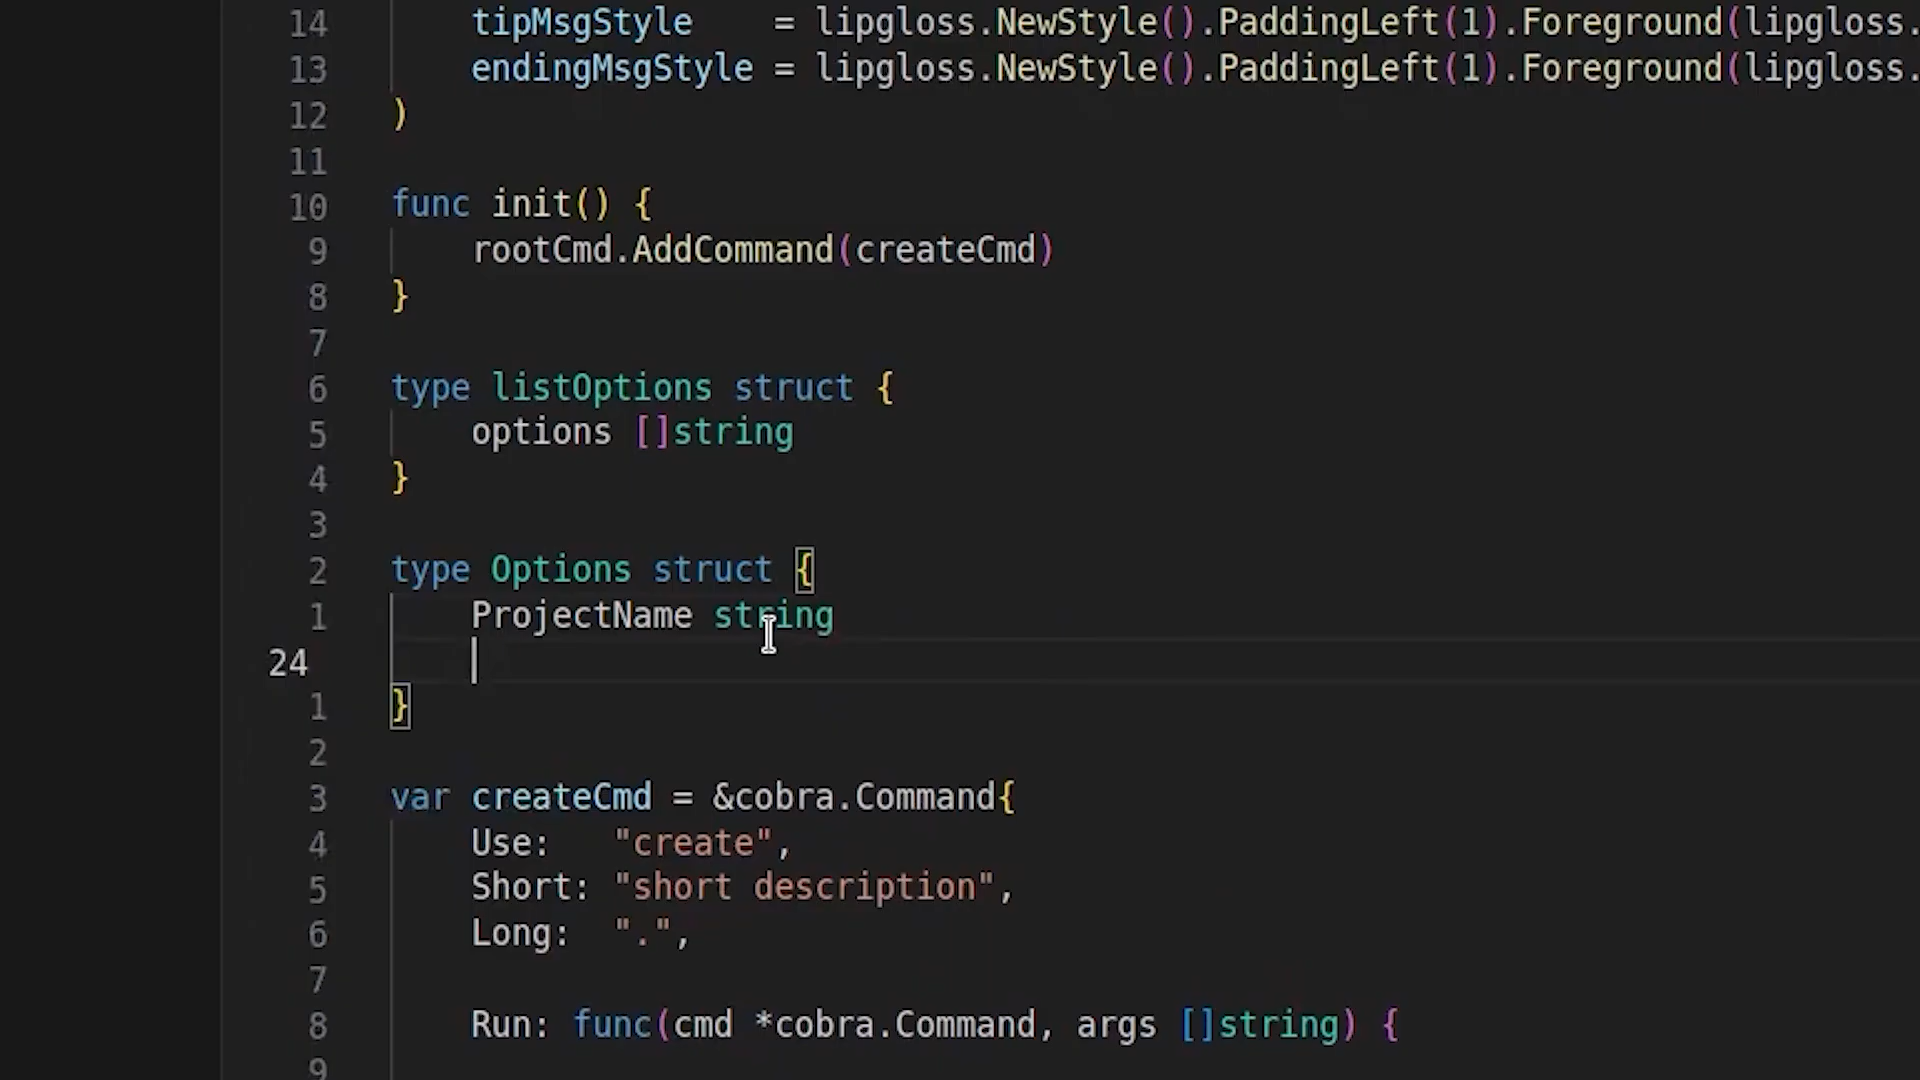 14 tipMsgStyle    = lipgloss.NewStyle().PaddingLeft(1).Foreground(lipgloss.
13 endingMsgStyle = lipgloss.NewStyle().PaddingLeft(1).Foreground(lipgloss.
12 )
11
10 func init() {
9 rootCmd.AddCommand(createCmd)
8 }
7
6 type listOptions struct {
5 options []string
4 }
3
2 type Options struct {
1 ProjectName string
24
1 }
2
3 var createCmd = &cobra.Command{
4 Use:   "create",
5 Short: "short description",
6 Long:  ".",
7
8 Run: func(cmd *cobra.Command, args []string) {
9